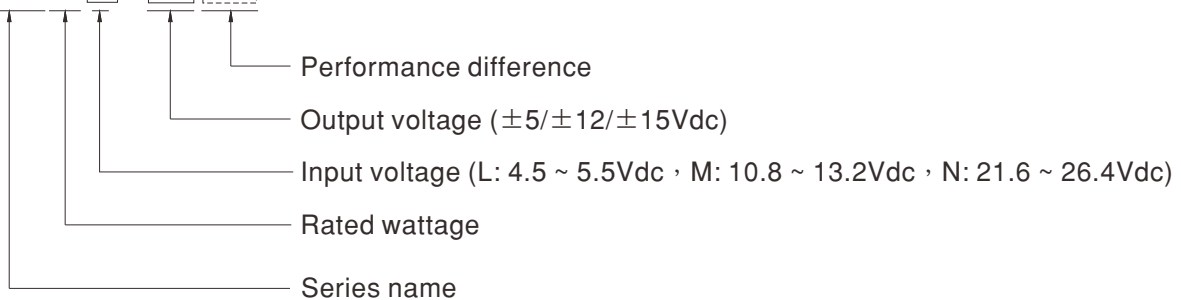 Performance difference
Output voltage (±5/±12/±15Vdc)
Input voltage (L: 4.5 ~ 5.5Vdc，M: 10.8 ~ 13.2Vdc，N: 21.6 ~ 26.4Vdc)
Rated wattage
Series name